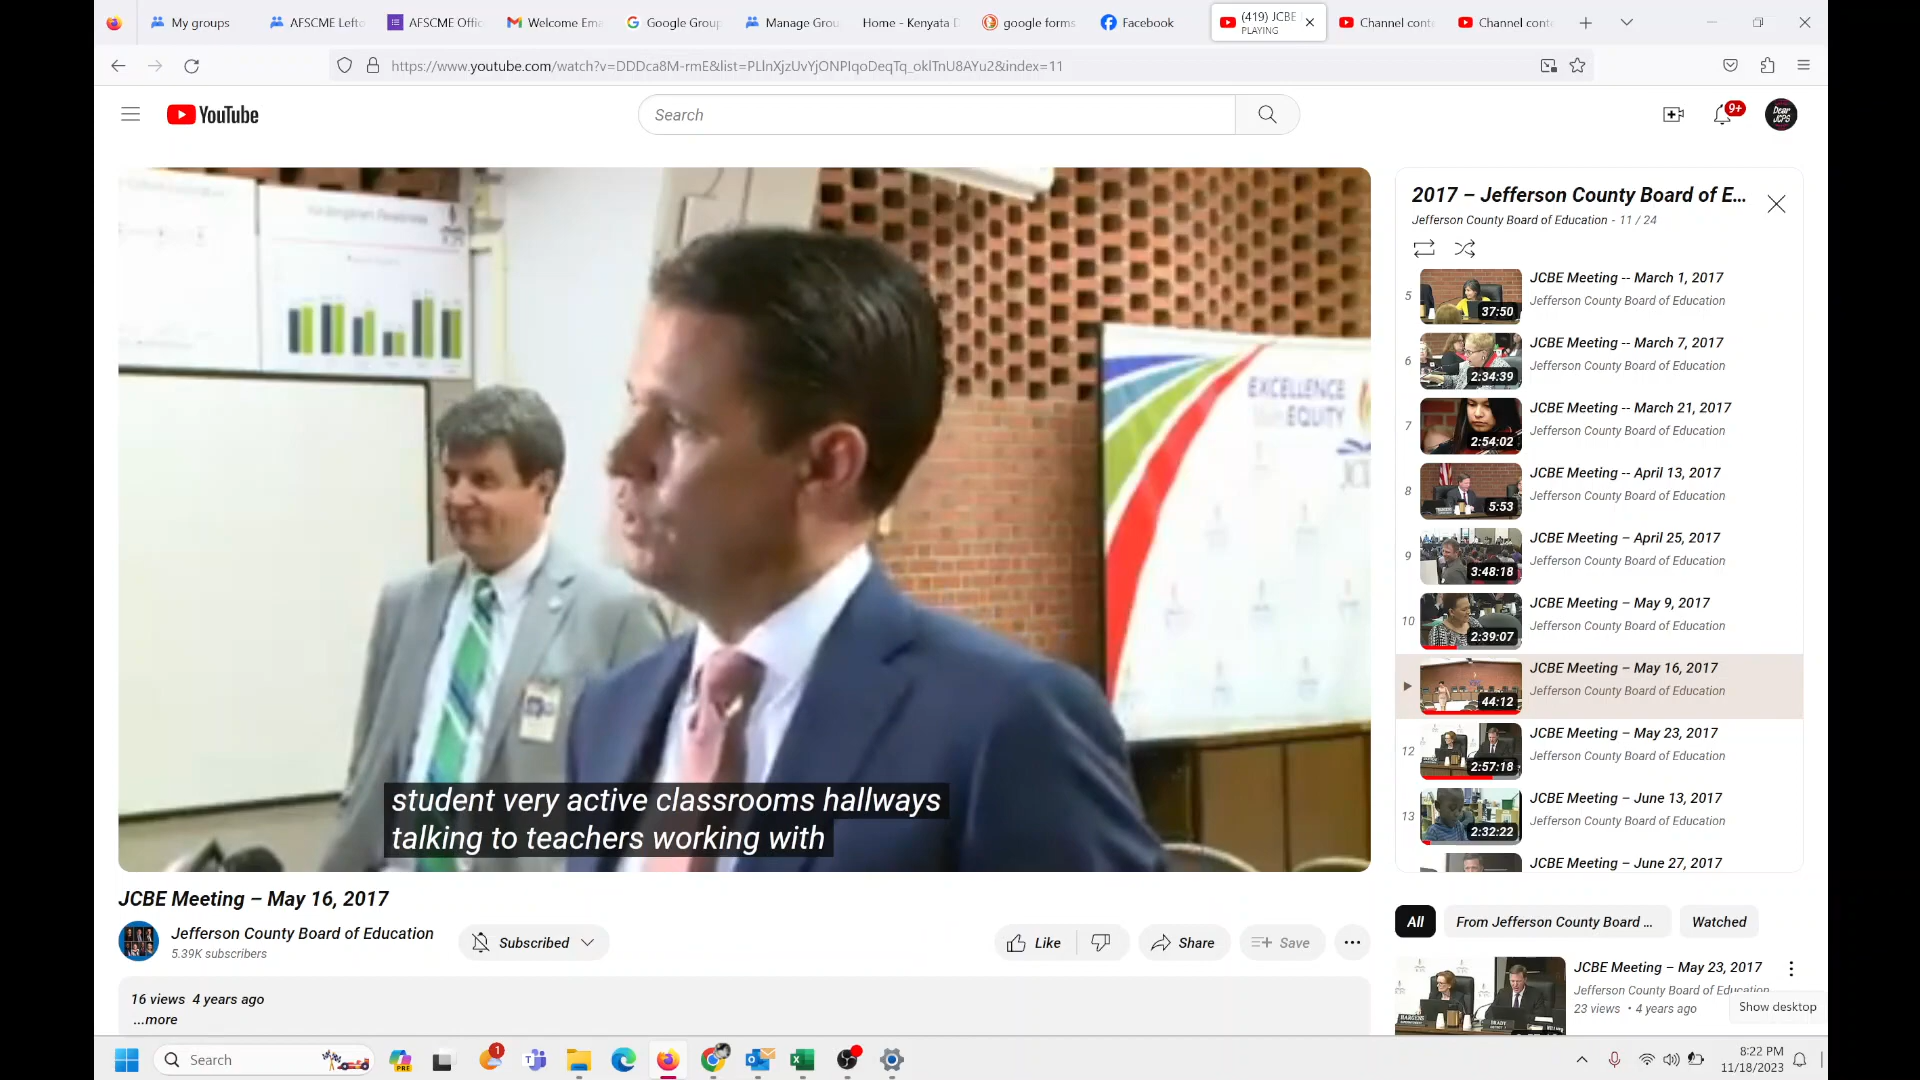 My groups
AFSCME Lefto
AFSCME Offic
Welcome Ema
Google Group
Manage Grou
Home - Kenyata D
google forms
Facebook
(419) JCBE
PLAYING
Channel cont
Channel cont
https://www.youtube.com/watch?v=DDDca8M-rmE&list=PLlnXjzUvYjONPIqoDeqTq_oklTnU8AYu2&index=11
YouTube
Search
9+
Dear
JCPS
Kindergarten Readiness
EXCELLENCE
with EQUITY
student very active classrooms hallways
talking to teachers working with
2017 – Jefferson County Board of E...
Jefferson County Board of Education - 11 / 24
5
37:50
JCBE Meeting -- March 1, 2017
Jefferson County Board of Education
6
2:34:39
JCBE Meeting -- March 7, 2017
Jefferson County Board of Education
7
2:54:02
JCBE Meeting -- March 21, 2017
Jefferson County Board of Education
8
5:53
JCBE Meeting -- April 13, 2017
Jefferson County Board of Education
9
3:48:18
JCBE Meeting – April 25, 2017
Jefferson County Board of Education
10
2:39:07
JCBE Meeting – May 9, 2017
Jefferson County Board of Education
44:12
JCBE Meeting – May 16, 2017
Jefferson County Board of Education
12
2:57:18
JCBE Meeting – May 23, 2017
Jefferson County Board of Education
13
2:32:22
JCBE Meeting – June 13, 2017
Jefferson County Board of Education
JCBE Meeting – June 27, 2017
JCBE Meeting – May 16, 2017
Jefferson County Board of Education
5.39K subscribers
Subscribed
Like
Share
Save
16 views 4 years ago
...more
All
From Jefferson County Board ...
Watched
JCBE Meeting – May 23, 2017
Jefferson County Board of Education
23 views • 4 years ago
Show desktop
Search
PRE
1
8:22 PM
11/18/2023